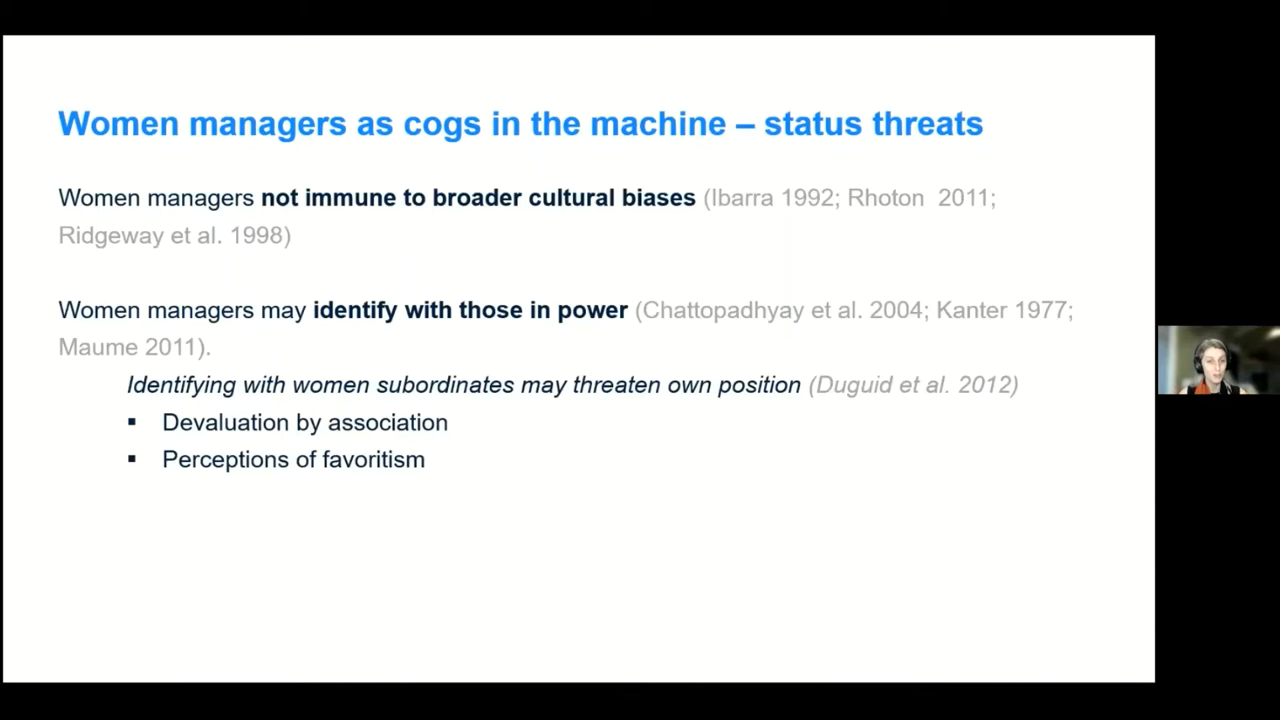 Women managers as cogs in the machine – status threats
Women managers not immune to broader cultural biases (Ibarra 1992; Rhoton  2011;
Ridgeway et al. 1998)
Women managers may identify with those in power (Chattopadhyay et al. 2004; Kanter 1977;
Maume 2011).
Identifying with women subordinates may threaten own position (Duguid et al. 2012)
▪ Devaluation by association
▪ Perceptions of favoritism